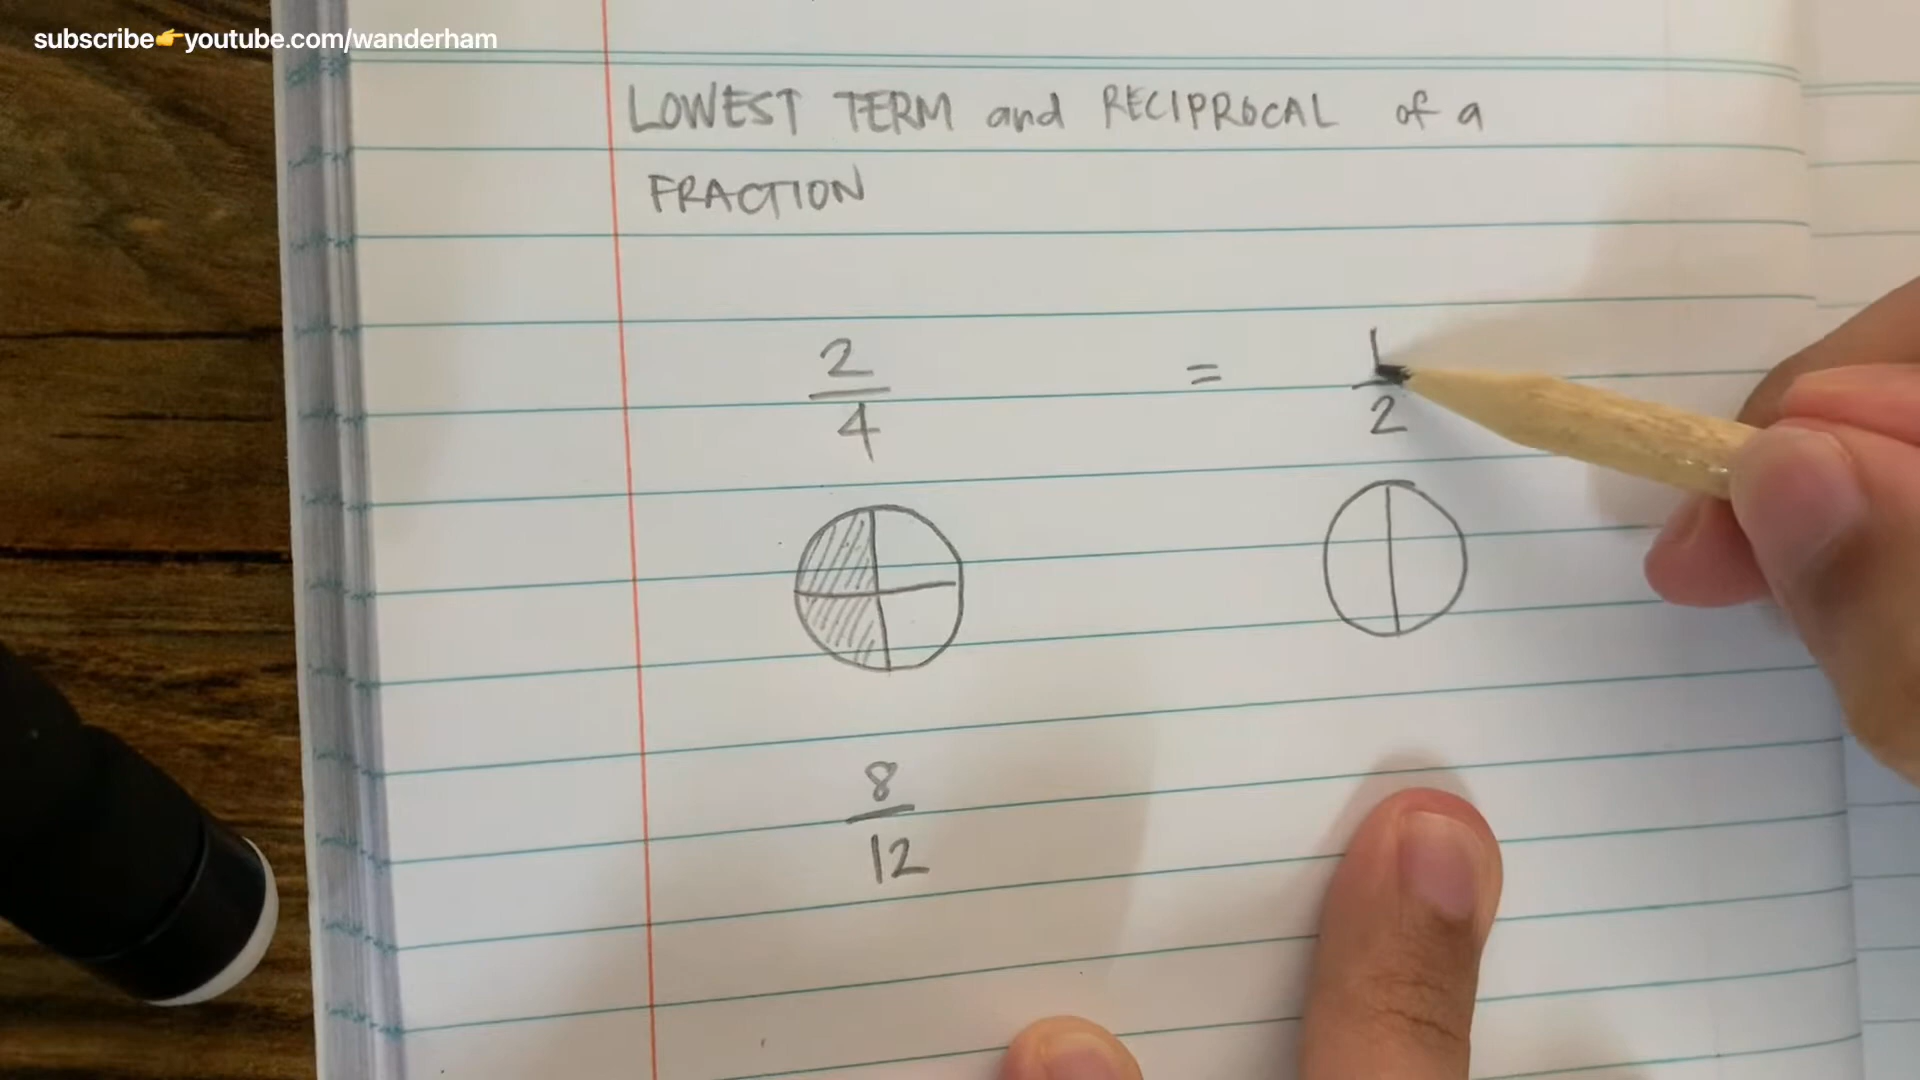 subscribe👉youtube.com/wanderham
LOWEST TERM and RECIPROCAL of a
FRACTION
2/4 = 1/2
8/12